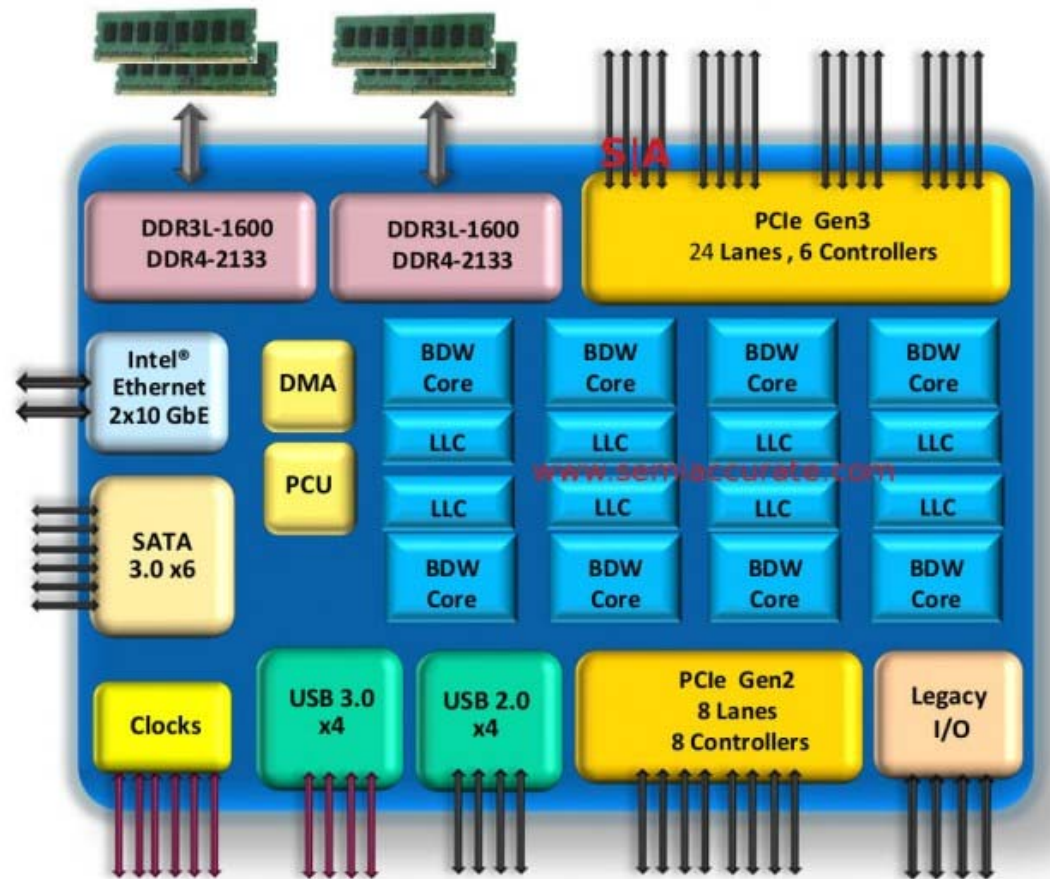 S|A
DDR3L-1600
DDR4-2133
DDR3L-1600
DDR4-2133
PCIe Gen3
24 Lanes , 6 Controllers
Intel®
Ethernet
2x10 GbE
DMA
PCU
BDW
Core
BDW
Core
BDW
Core
BDW
Core
LLC
LLC
LLC
LLC
www.semiaccurate.com
LLC
LLC
LLC
LLC
BDW
Core
BDW
Core
BDW
Core
BDW
Core
SATA
3.0 x6
Clocks
USB 3.0
x4
USB 2.0
x4
PCIe Gen2
8 Lanes
8 Controllers
Legacy
I/O